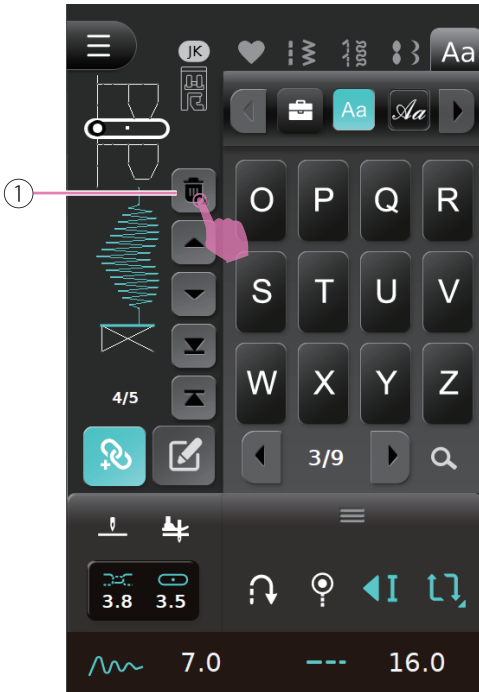 JK
Aa
①
Aa Aa
O P Q R
S T U V
W X Y Z
4/5
3/9
3.8 3.5
7.0 16.0